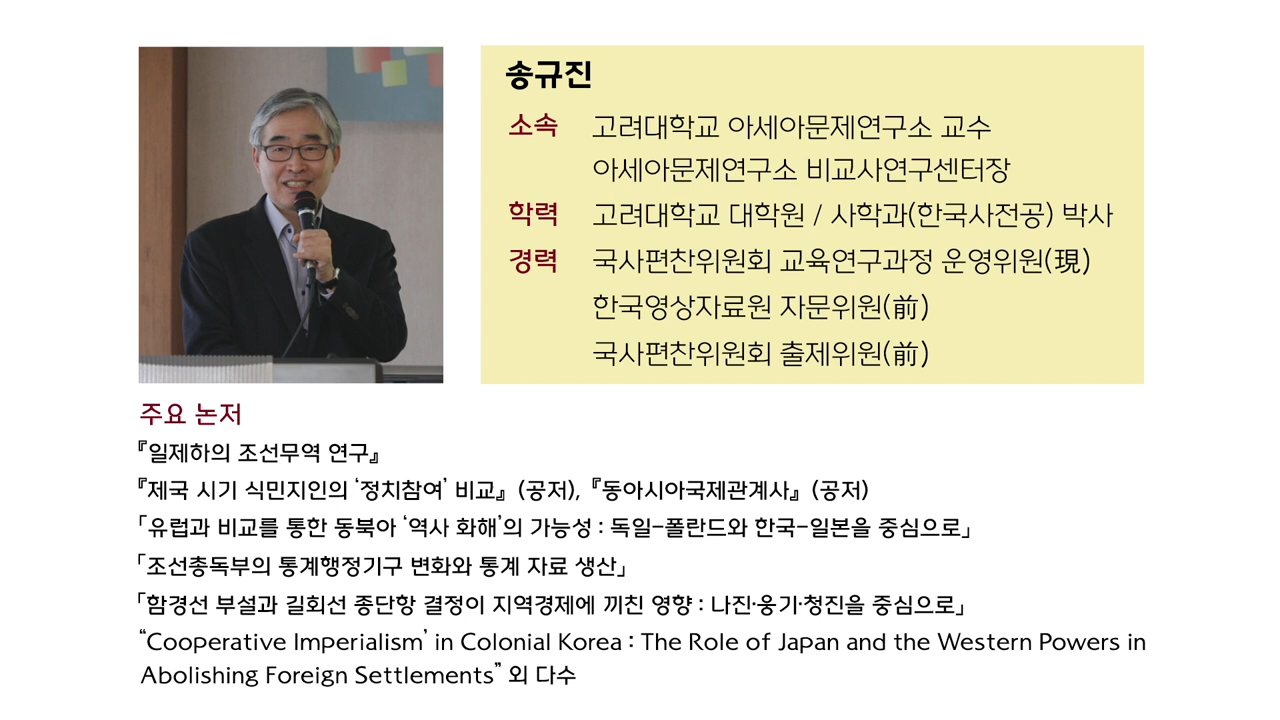 송규진
소속 고려대학교 아세아문제연구소 교수
아세아문제연구소 비교사연구센터장
학력 고려대학교 대학원 / 사학과(한국사전공) 박사
경력 국사편찬위원회 교육연구과정 운영위원(現)
한국영상자료원 자문위원(前)
국사편찬위원회 출제위원(前)
주요 논저
『일제하의 조선무역 연구』
『제국 시기 식민지인의 ‘정치참여’ 비교』 (공저), 『동아시아국제관계사』 (공저)
「유럽과 비교를 통한 동북아 ‘역사 화해’의 가능성 : 독일-폴란드와 한국-일본을 중심으로」
「조선총독부의 통계행정기구 변화와 통계 자료 생산」
「함경선 부설과 길회선 종단항 결정이 지역경제에 끼친 영향 : 나진·웅기·청진을 중심으로」
“Cooperative Imperialism’ in Colonial Korea : The Role of Japan and the Western Powers in
Abolishing Foreign Settlements” 외 다수